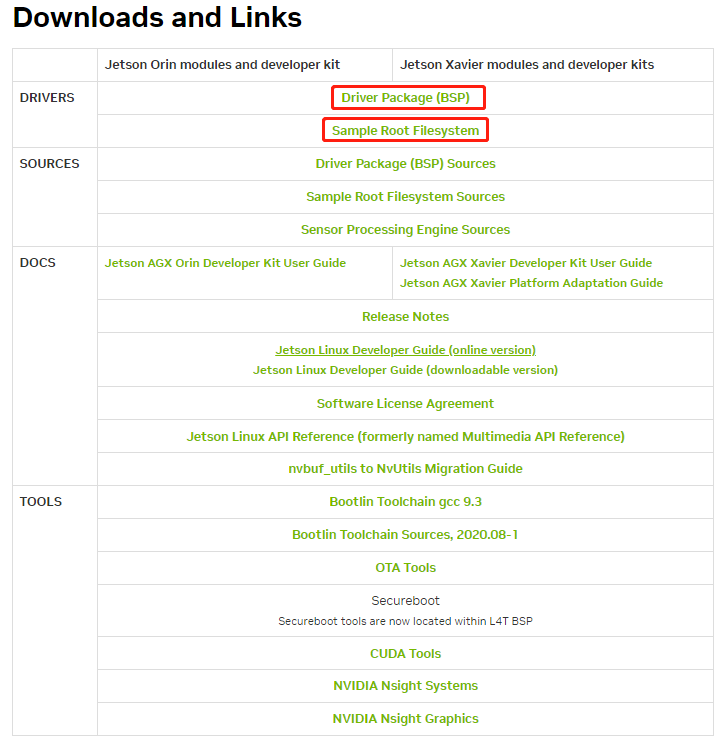 Downloads and Links
Jetson Orin modules and developer kit
Jetson Xavier modules and developer kits
DRIVERS
Driver Package (BSP)
Sample Root Filesystem
SOURCES
Driver Package (BSP) Sources
Sample Root Filesystem Sources
Sensor Processing Engine Sources
DOCS
Jetson AGX Orin Developer Kit User Guide
Jetson AGX Xavier Developer Kit User Guide
Jetson AGX Xavier Platform Adaptation Guide
Release Notes
Jetson Linux Developer Guide (online version)
Jetson Linux Developer Guide (downloadable version)
Software License Agreement
Jetson Linux API Reference (formerly named Multimedia API Reference)
nvbuf_utils to NvUtils Migration Guide
TOOLS
Bootlin Toolchain gcc 9.3
Bootlin Toolchain Sources, 2020.08-1
OTA Tools
Secureboot
Secureboot tools are now located within L4T BSP
CUDA Tools
NVIDIA Nsight Systems
NVIDIA Nsight Graphics